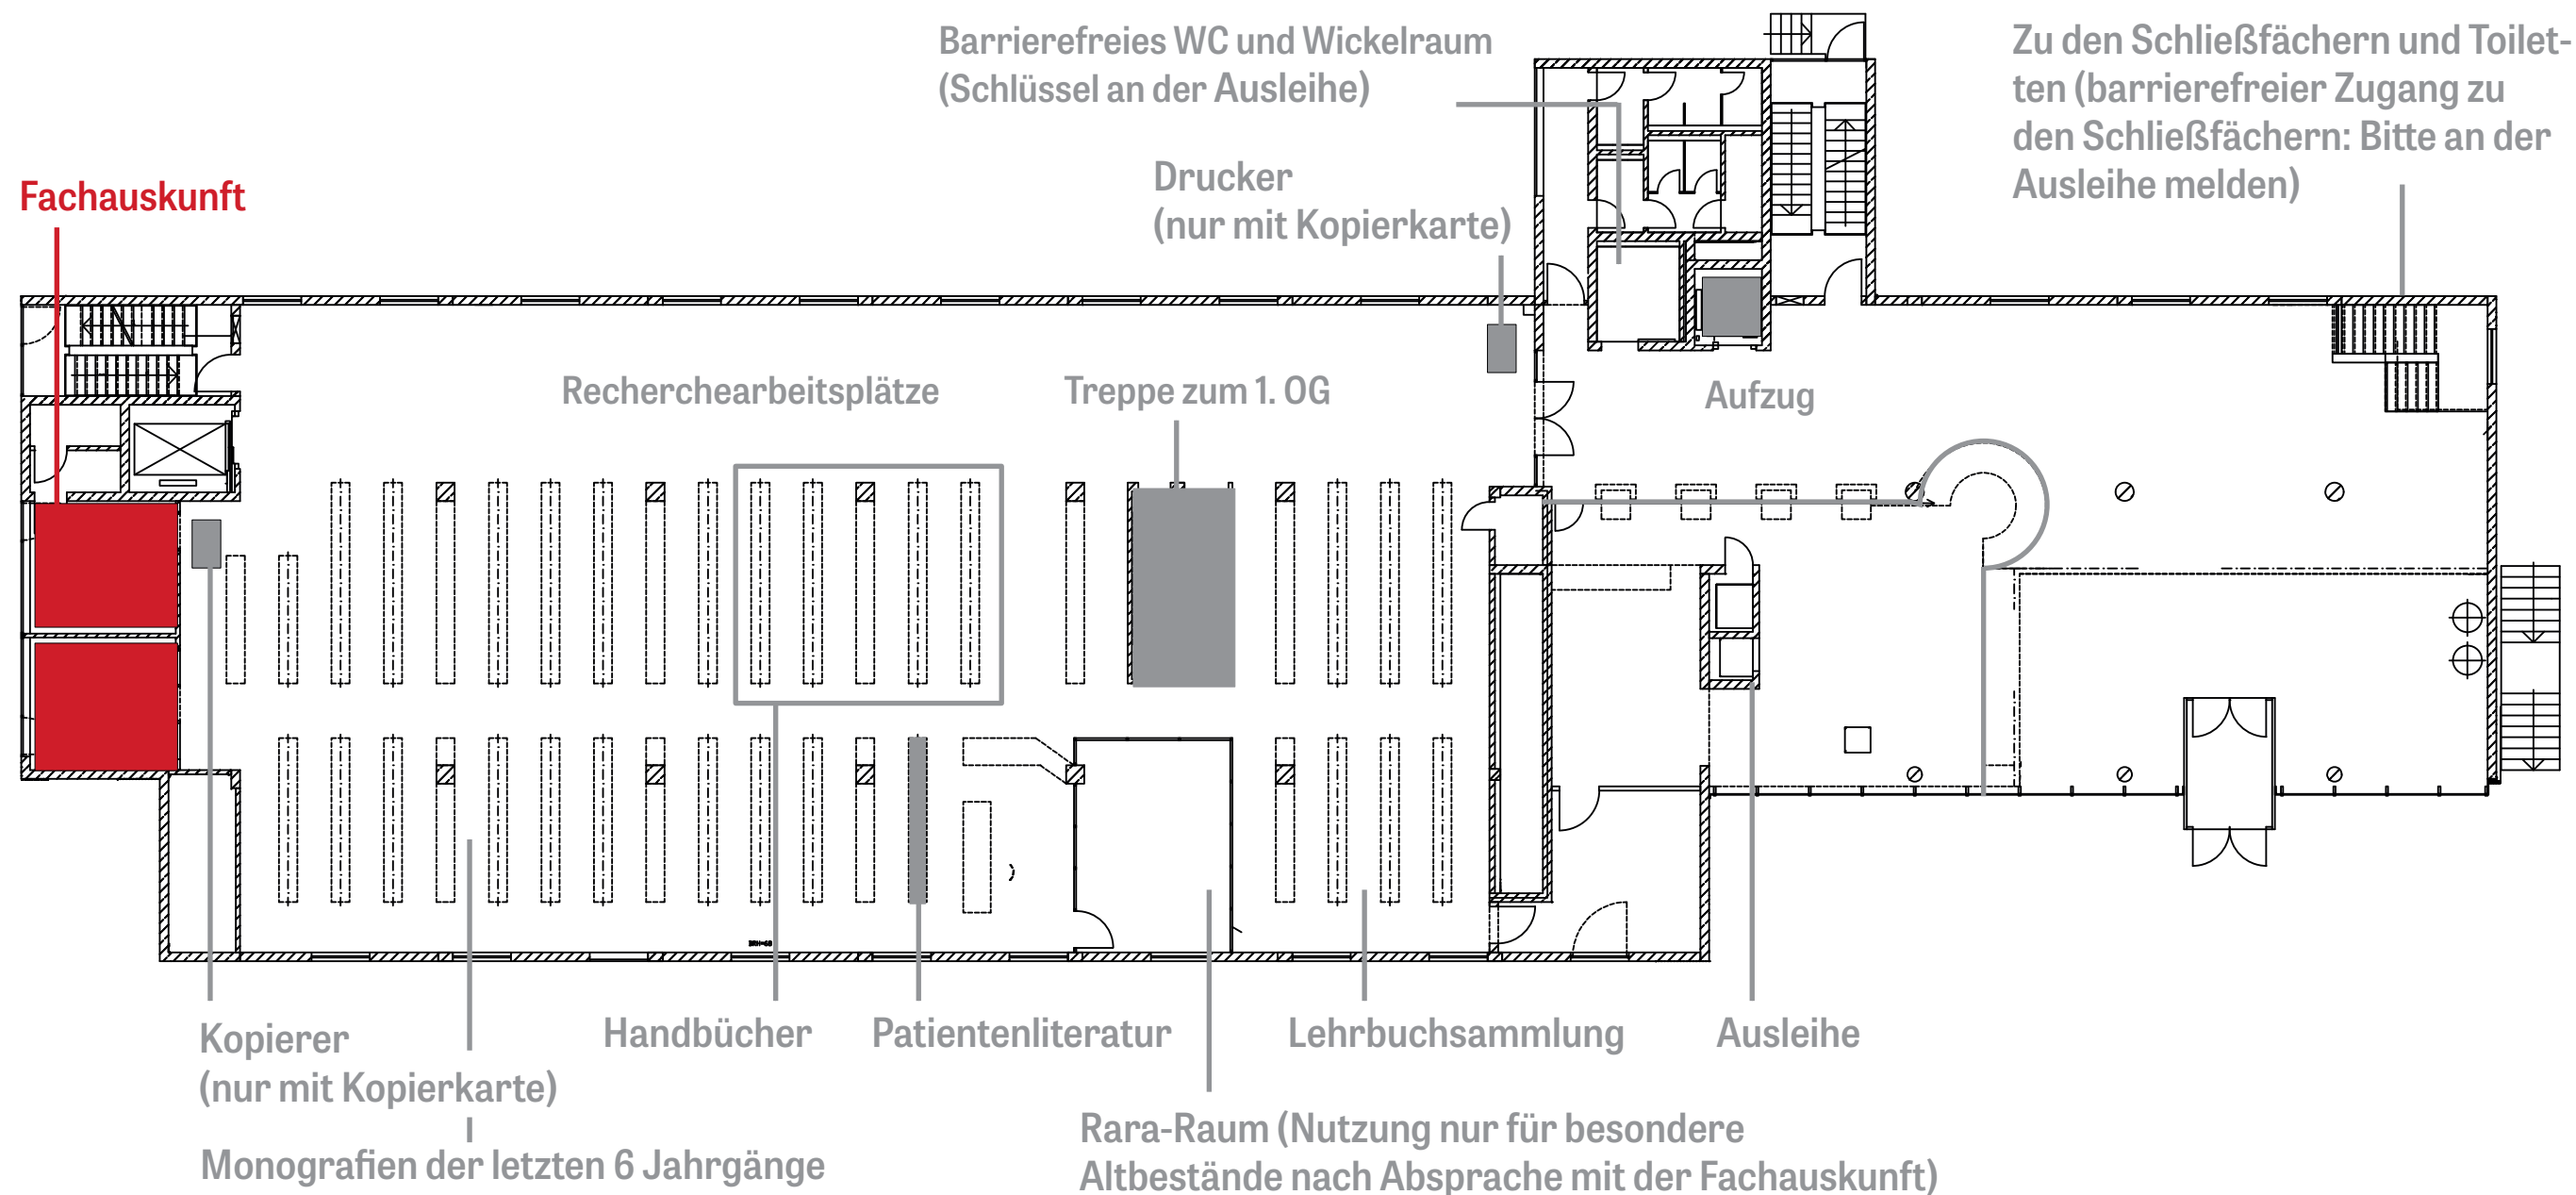 Barrierefreies WC und Wickelraum
(Schlüssel an der Ausleihe)
Zu den Schließfächern und Toilet-
ten (barrierefreier Zugang zu
den Schließfächern: Bitte an der
Ausleihe melden)
Drucker
(nur mit Kopierkarte)
Fachauskunft
Recherchearbeitsplätze
Treppe zum 1. OG
Aufzug
Kopierer
(nur mit Kopierkarte)
Monografien der letzten 6 Jahrgänge
Handbücher
Patientenliteratur
Rara-Raum (Nutzung nur für besondere
Altbestände nach Absprache mit der Fachauskunft)
Lehrbuchsammlung
Ausleihe